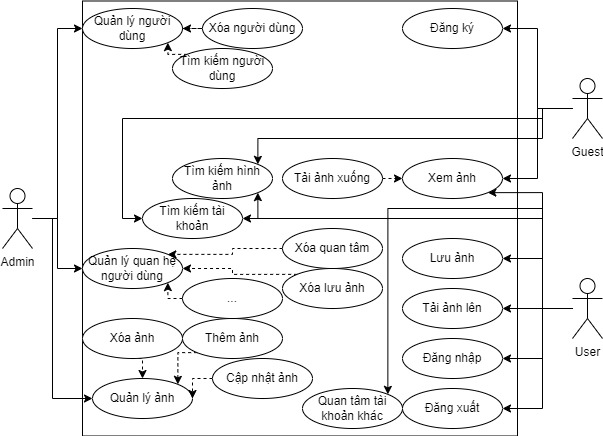 Quản lý người
dùng
Xóa người dùng
Đăng ký
Tìm kiếm người
dùng
Guest
Tìm kiếm hình
ảnh
Tải ảnh xuống
Xem ảnh
Tìm kiếm tài
khoản
Admin
Quản lý quan hệ
người dùng
Xóa quan tâm
Lưu ảnh
Xóa lưu ảnh
...
Tải ảnh lên
Xóa ảnh
Thêm ảnh
User
Đăng nhập
Cập nhật ảnh
Quản lý ảnh
Quan tâm tài
khoản khác
Đăng xuất